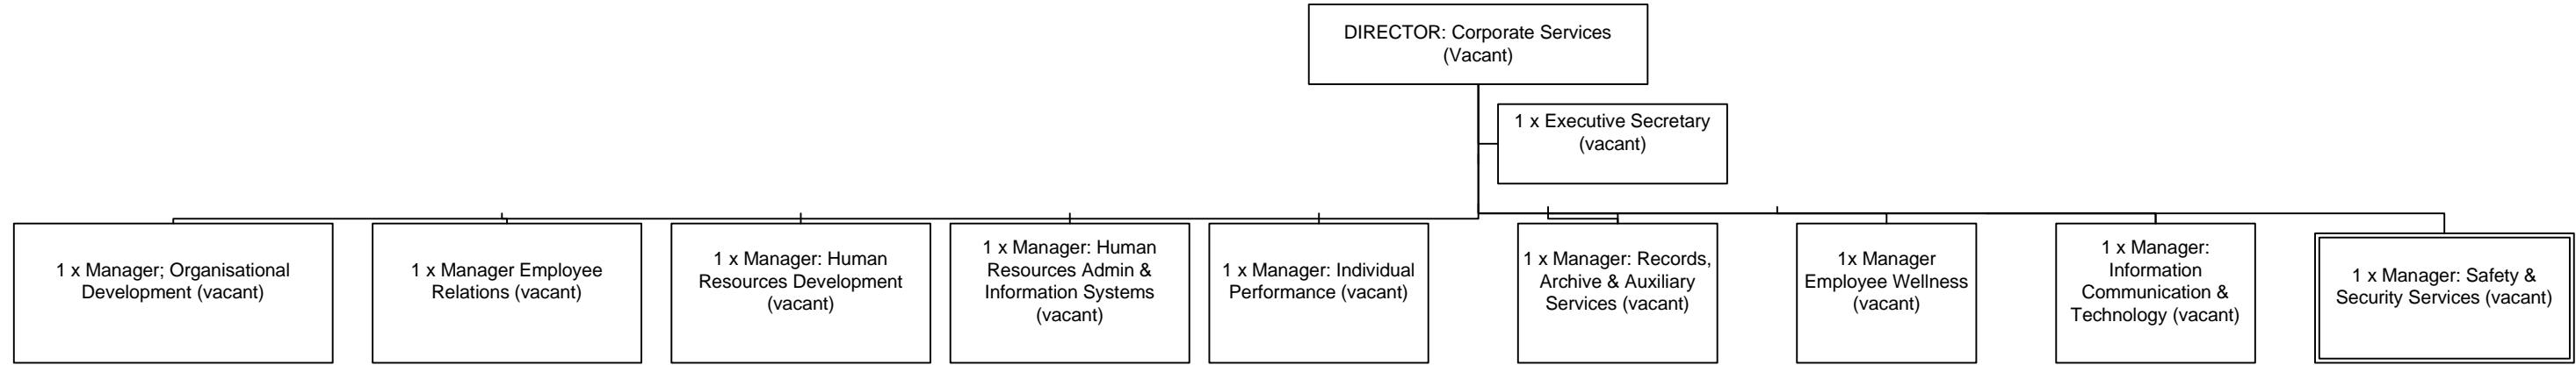 DIRECTOR: Corporate Services
(Vacant)
1 x Executive Secretary
(vacant)
1 x Manager; Organisational
Development (vacant)
1 x Manager Employee
Relations (vacant)
1 x Manager: Human
Resources Development
(vacant)
1 x Manager: Human
Resources Admin &
Information Systems
(vacant)
1 x Manager: Individual
Performance (vacant)
1 x Manager: Records,
Archive & Auxiliary
Services (vacant)
1x Manager
Employee Wellness
(vacant)
1 x Manager:
Information
Communication &
Technology (vacant)
1 x Manager: Safety &
Security Services (vacant)